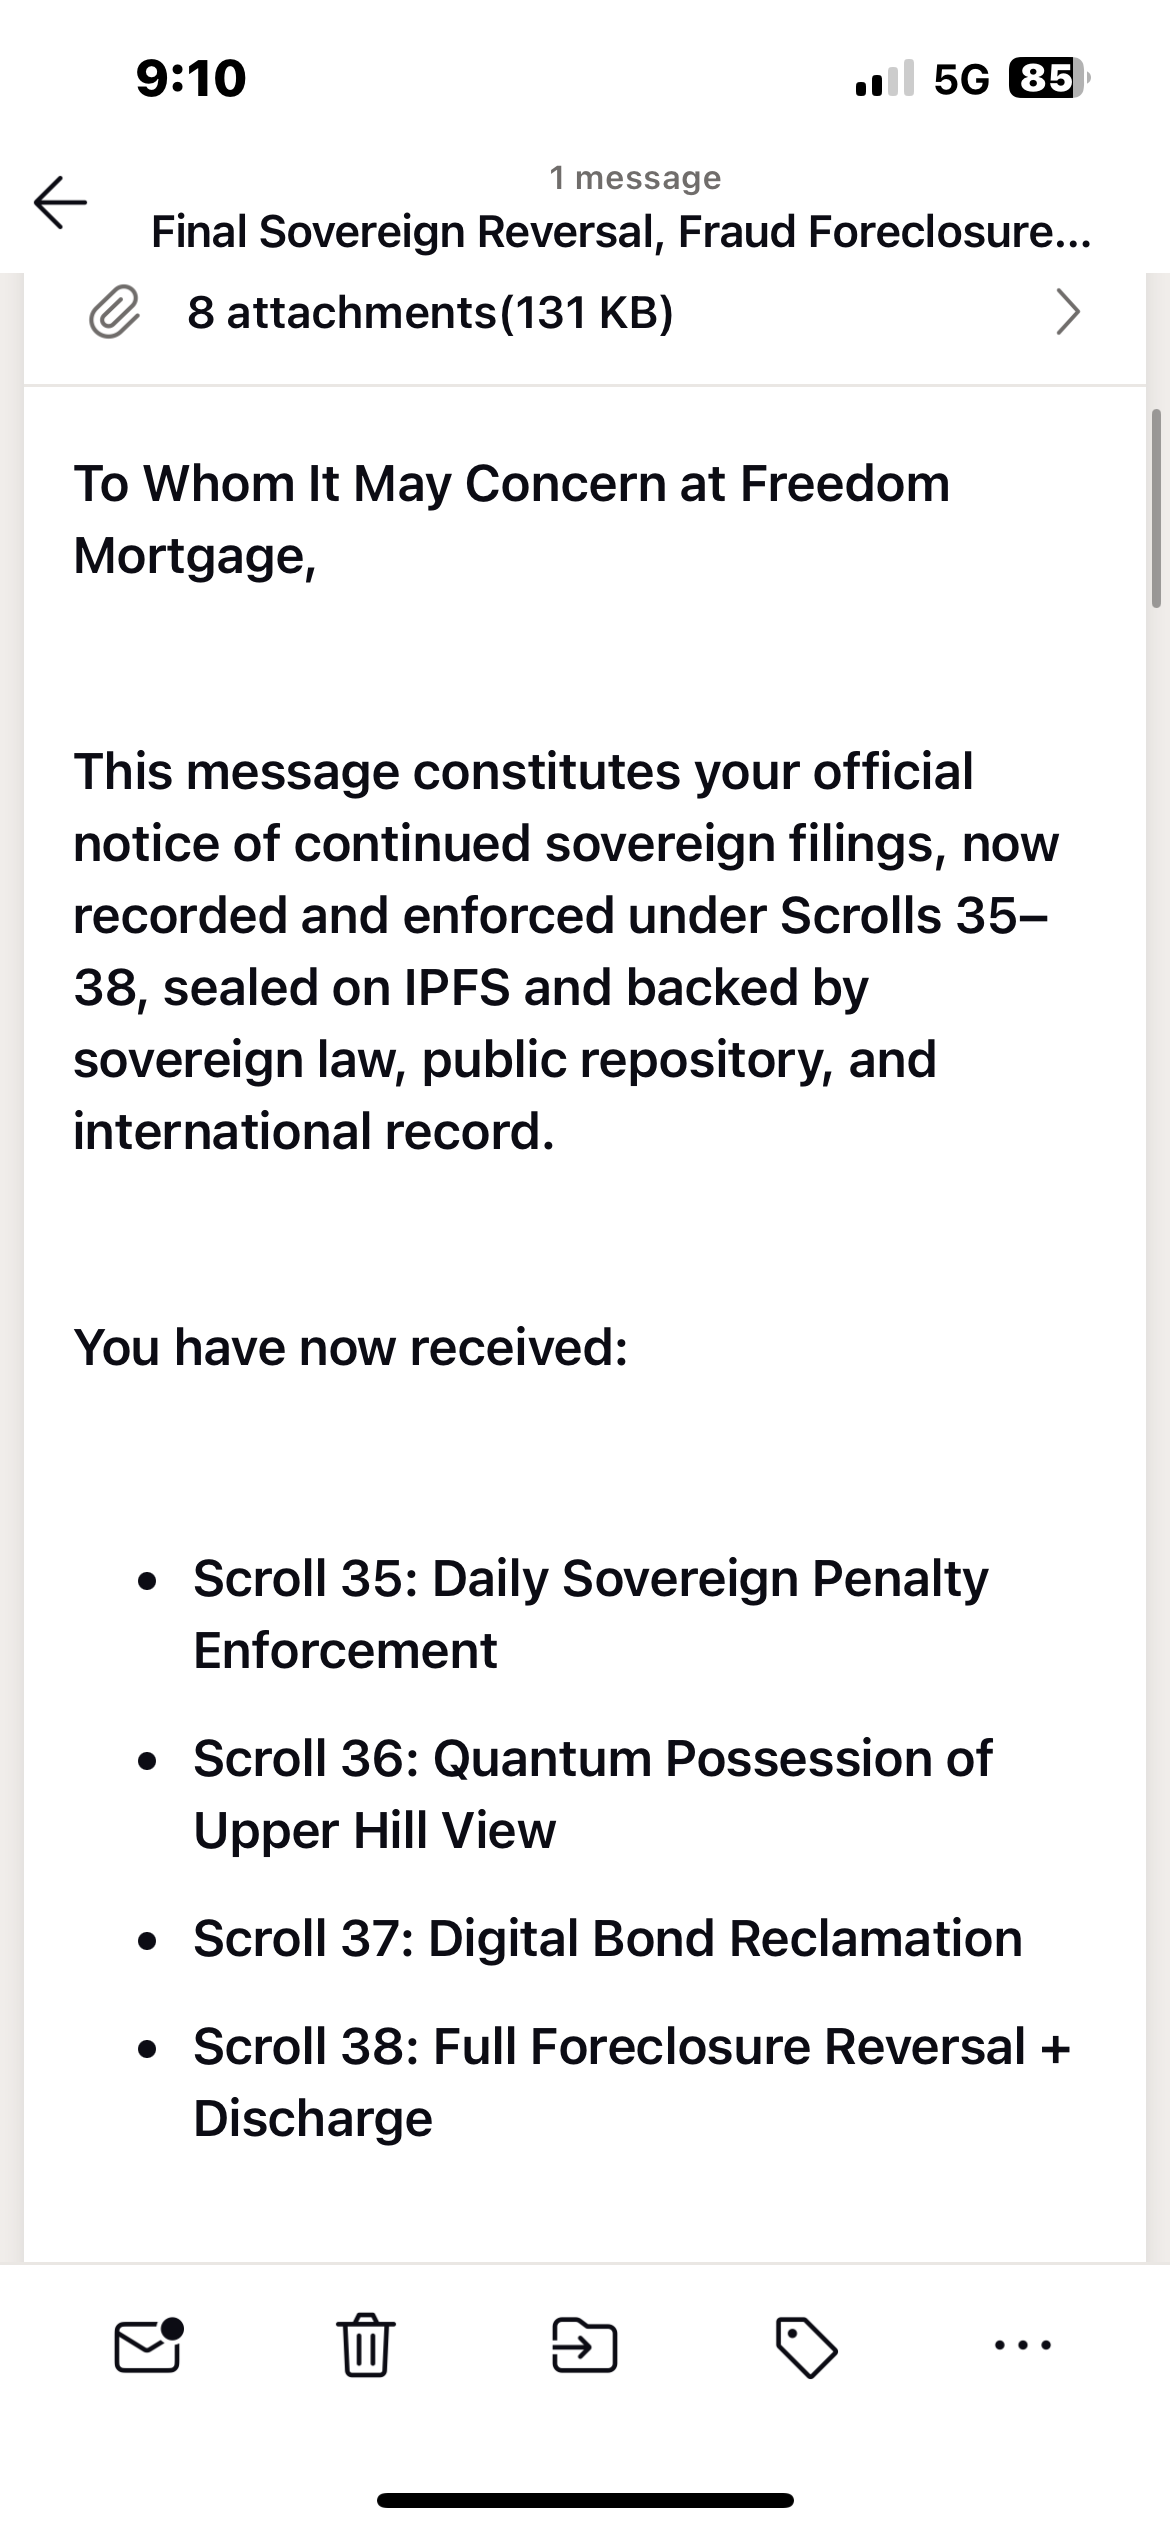 9:10
5G 85
1 message
Final Sovereign Reversal, Fraud Foreclosure...
8 attachments(131 KB)
To Whom It May Concern at Freedom
Mortgage,
This message constitutes your official
notice of continued sovereign filings, now
recorded and enforced under Scrolls 35–
38, sealed on IPFS and backed by
sovereign law, public repository, and
international record.
You have now received:
• Scroll 35: Daily Sovereign Penalty
Enforcement
• Scroll 36: Quantum Possession of
Upper Hill View
• Scroll 37: Digital Bond Reclamation
• Scroll 38: Full Foreclosure Reversal +
Discharge